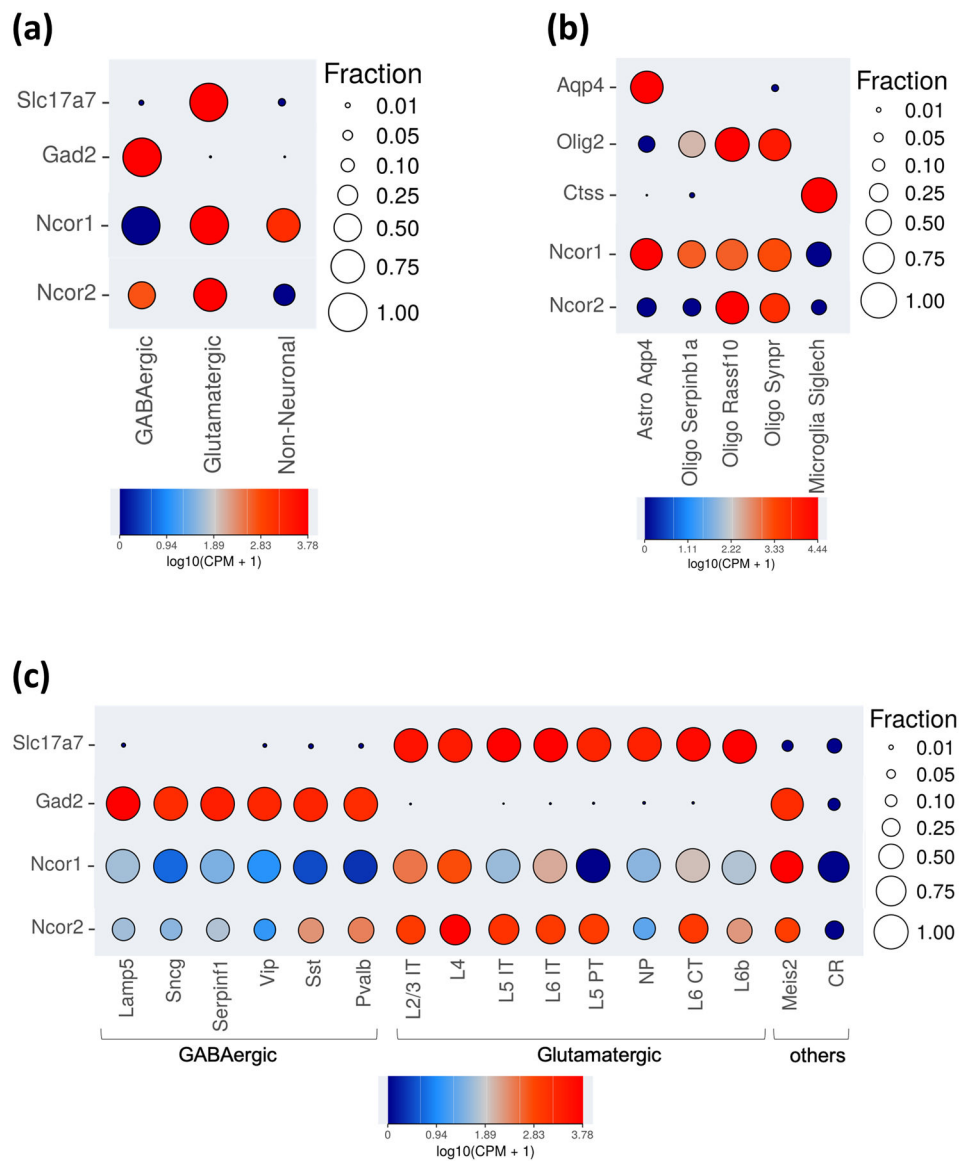 (a)
Fraction
Slc17a7
Gad2
Ncor1
Ncor2
0.01
0.05
0.10
0.25
0.50
0.75
1.00
GABAergic
Glutamatergic
Non-Neuronal
0
0.94
1.89
2.83
3.78
log10(CPM + 1)
(b)
Fraction
Aqp4
Olig2
Ctss
Ncor1
Ncor2
0.01
0.05
0.10
0.25
0.50
0.75
1.00
Astro Aqp4
Oligo Serpinb1a
Oligo Rassf10
Oligo Synpr
Microglia Siglech
0
1.11
2.22
3.33
4.44
log10(CPM + 1)
(c)
Fraction
Slc17a7
Gad2
Ncor1
Ncor2
0.01
0.05
0.10
0.25
0.50
0.75
1.00
Lamp5
Sncg
Serpinf1
Vip
Sst
Pvalb
L2/3 IT
L4
L5 IT
L6 IT
L5 PT
NP
L6 CT
L6b
Meis2
CR
GABAergic
Glutamatergic
others
0
0.94
1.89
2.83
3.78
log10(CPM + 1)